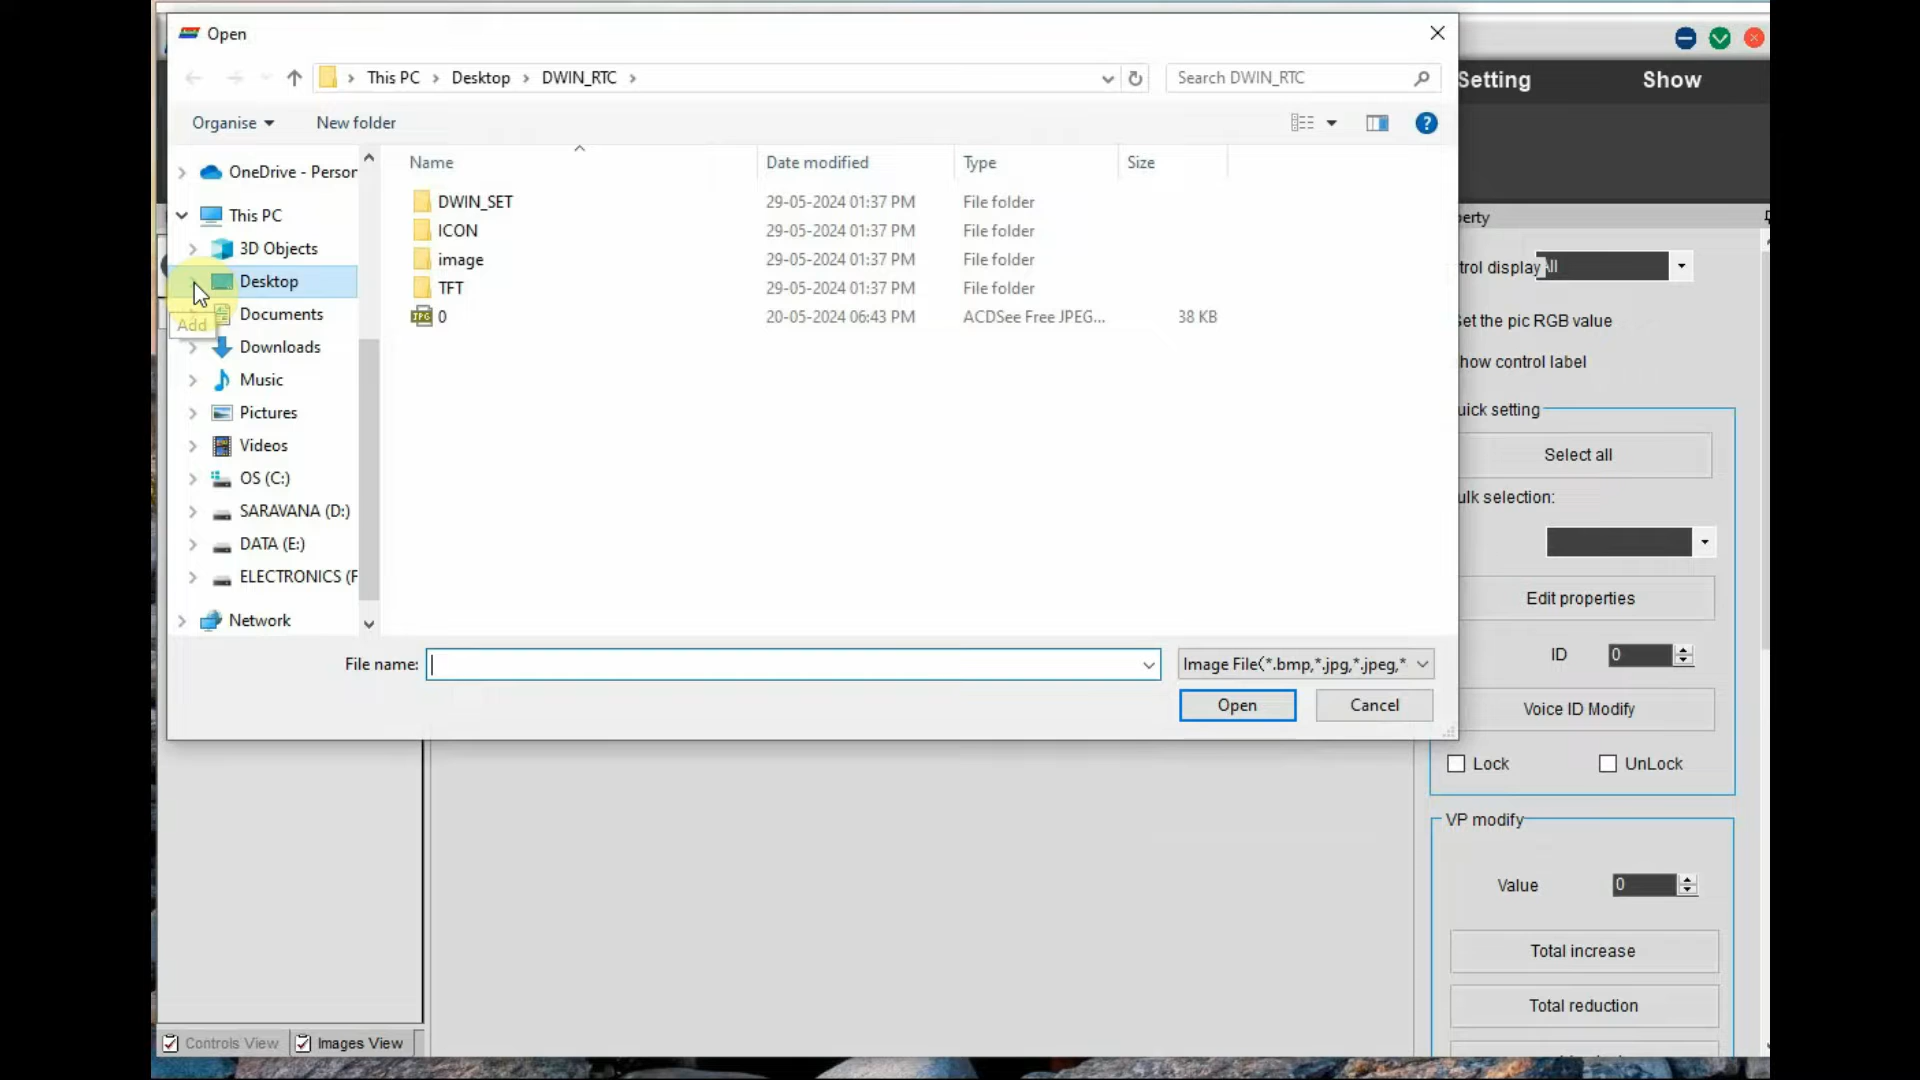 Open
This PC > Desktop > DWIN_RTC >
Search DWIN_RTC
Setting
Show
Organise
New folder
?
Name
Date modified
Type
Size
OneDrive - Person
This PC
3D Objects
Desktop
Documents
Add
Downloads
Music
Pictures
Videos
OS (C:)
SARAVANA (D:)
DATA (E:)
ELECTRONICS (F
Network
DWIN_SET 29-05-2024 01:37 PM File folder
ICON 29-05-2024 01:37 PM File folder
image 29-05-2024 01:37 PM File folder
TFT 29-05-2024 01:37 PM File folder
JPG 0 20-05-2024 06:43 PM ACDSee Free JPEG... 38 KB
File name:
Image File(*.bmp,*.jpg,*.jpeg,*
Open
Cancel
erty
trol display
ll
et the pic RGB value
how control label
uick setting
Select all
ulk selection:
Edit properties
ID 0
Voice ID Modify
Lock
UnLock
VP modify
Value 0
Total increase
Total reduction
Controls View
Images View